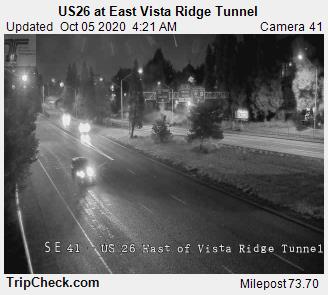 US26 at East Vista Ridge Tunnel
Updated Oct 05 2020 4:21 AM Camera 41
SE 41 - US 26 East of Vista Ridge Tunnel
TripCheck.com Milepost 73.70